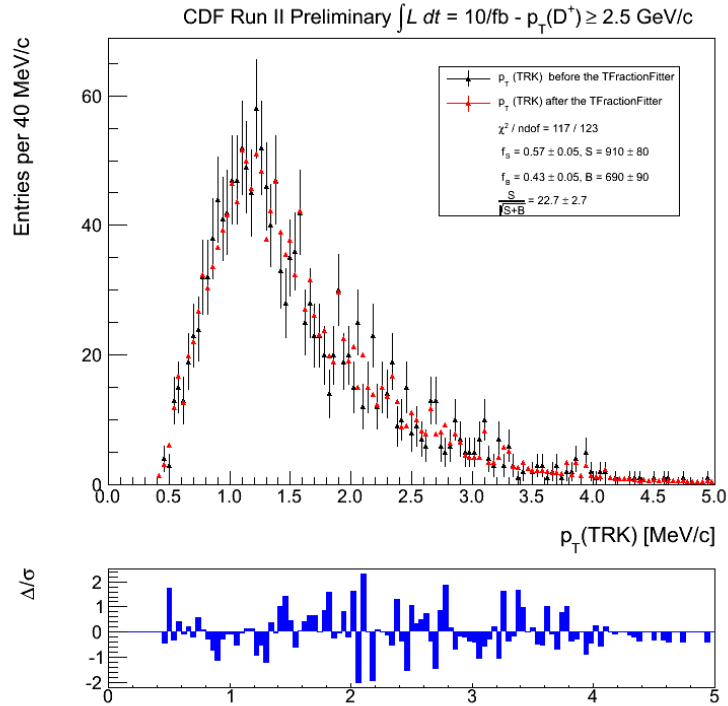 CDF Run II Preliminary ∫L dt = 10/fb - p_T(D⁺) ≥ 2.5 GeV/c
Entries per 40 MeV/c
60
40
20
0
p_T (TRK) before the TFractionFitter
p_T (TRK) after the TFractionFitter
χ² / ndof = 117 / 123
f_S = 0.57 ± 0.05, S = 910 ± 80
f_B = 0.43 ± 0.05, B = 690 ± 90
S/√S+B = 22.7 ± 2.7
0.0 0.5 1.0 1.5 2.0 2.5 3.0 3.5 4.0 4.5 5.0
p_T(TRK) [MeV/c]
Δ/σ
2
1
0
-1
-2
0 1 2 3 4 5